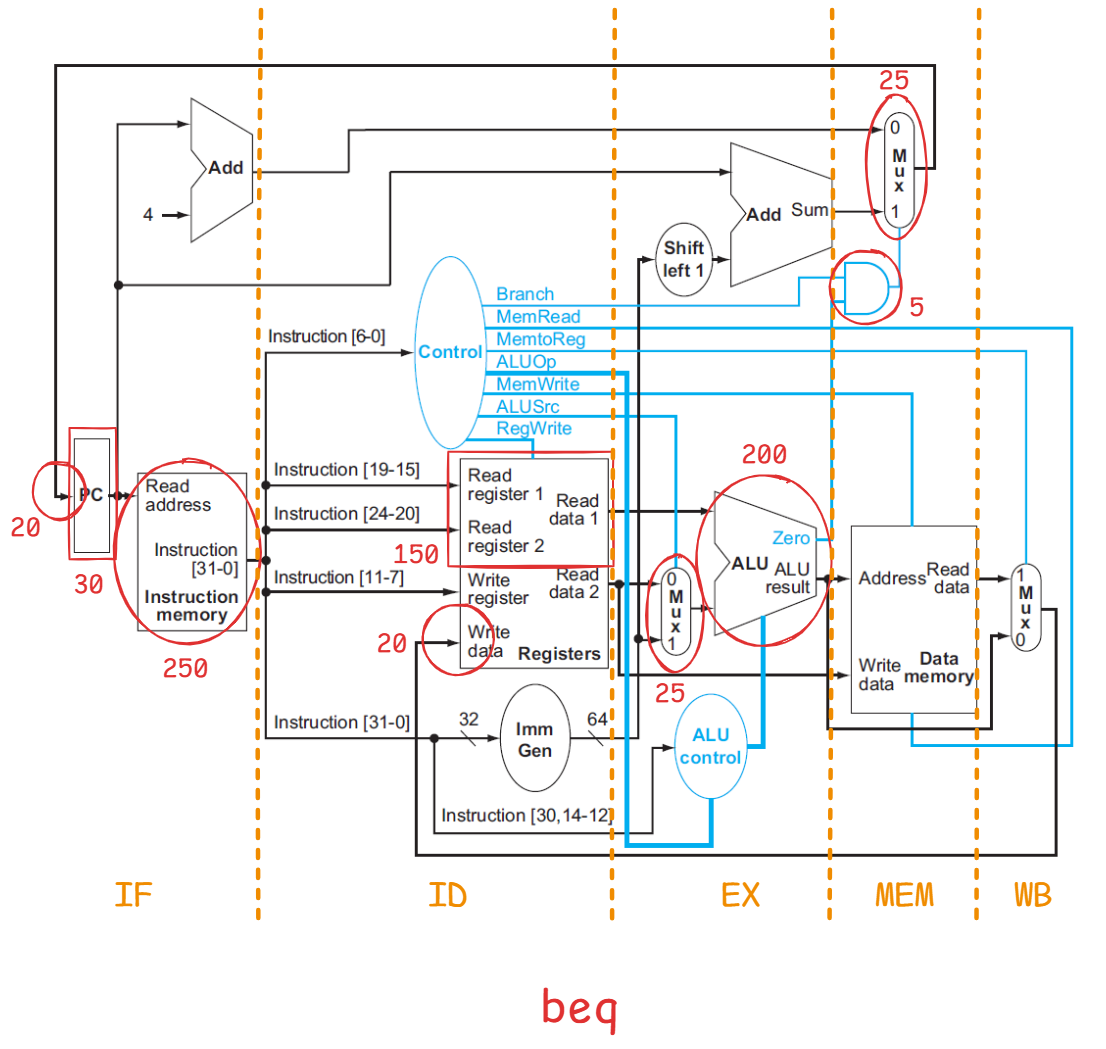 25
0
Mux
1
Add
4
Add Sum
Shift
left 1
5
Branch
MemRead
MemtoReg
ALUOp
MemWrite
ALUSrc
RegWrite
Control
Instruction [6-0]
Instruction [19-15]
Instruction [24-20]
Instruction [11-7]
Instruction [31-0]
Instruction [30,14-12]
20
PC
30
Read
address
Instruction
[31-0]
Instruction
memory
250
Read
register 1
Read
register 2
150
Read
data 1
Write
register
Read
data 2
20
Write
data
Registers
0
Mux
1
25
200
Zero
ALU
ALU
result
Address
Read
data
Write
data
Data
memory
1
Mux
0
32
Imm
Gen
64
ALU
control
IF
ID
EX
MEM
WB
beq